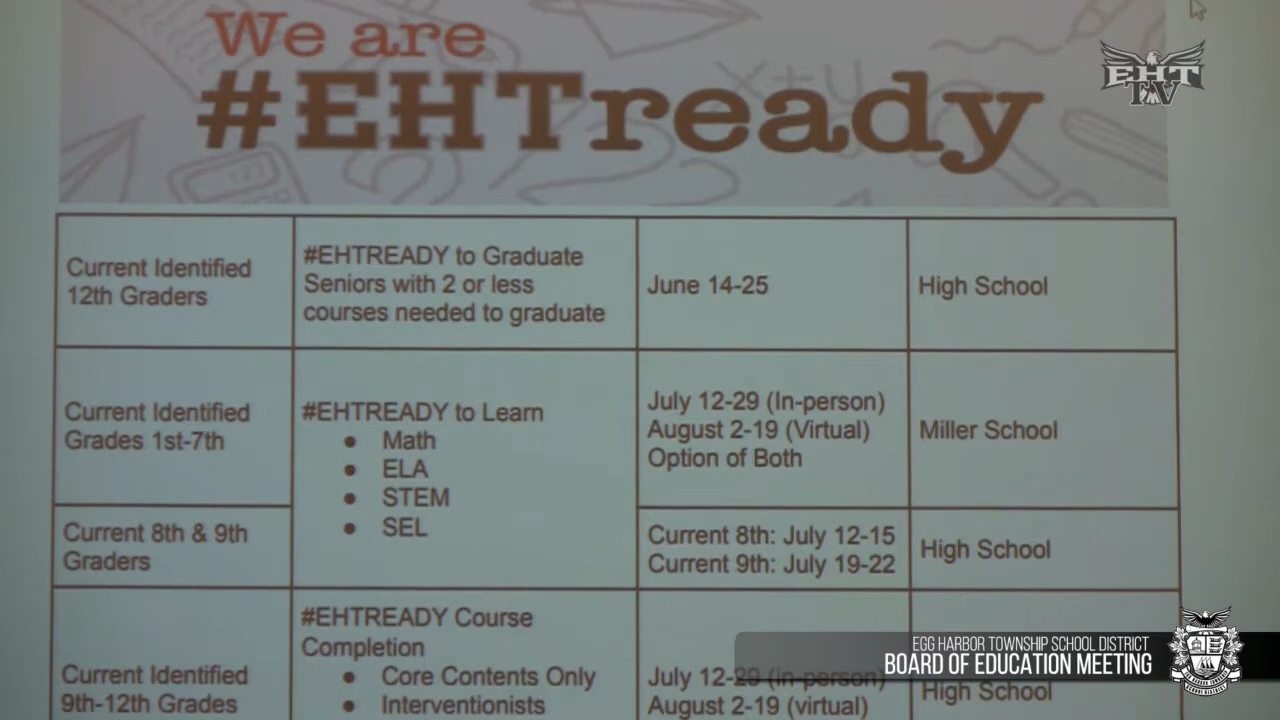 We are
#EHTready
EHT
TV
Current Identified
12th Graders
#EHTREADY to Graduate
Seniors with 2 or less
courses needed to graduate
June 14-25
High School
Current Identified
Grades 1st-7th
#EHTREADY to Learn
● Math
● ELA
● STEM
● SEL
July 12-29 (In-person)
August 2-19 (Virtual)
Option of Both
Miller School
Current 8th & 9th
Graders
Current 8th: July 12-15
Current 9th: July 19-22
High School
Current Identified
9th-12th Grades
#EHTREADY Course
Completion
● Core Contents Only
● Interventionists
July 12-29 (In-person)
August 2-19 (virtual)
High School
EGG HARBOR TOWNSHIP SCHOOL DISTRICT
BOARD OF EDUCATION MEETING